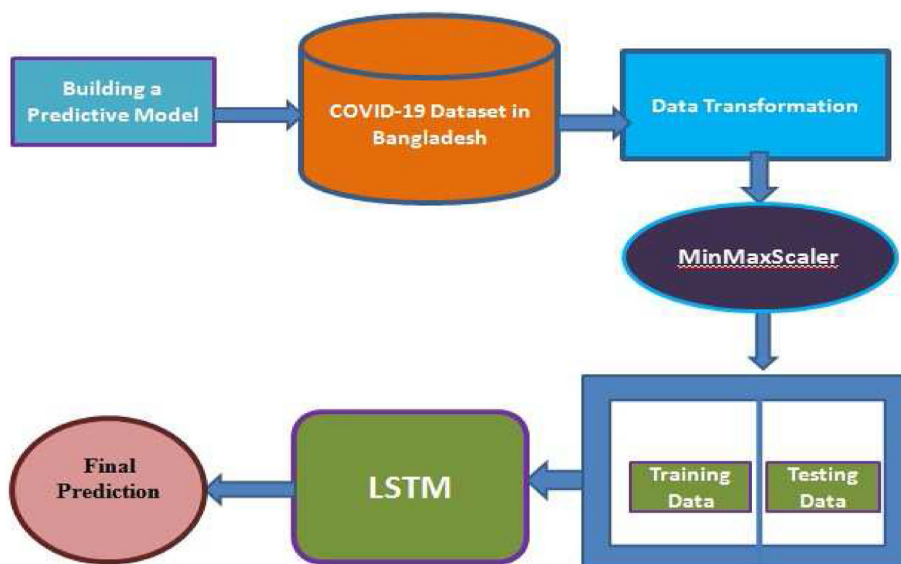 Building a
Predictive Model
COVID-19 Dataset in
Bangladesh
Data Transformation
MinMaxScaler
Training
Data
Testing
Data
LSTM
Final
Prediction